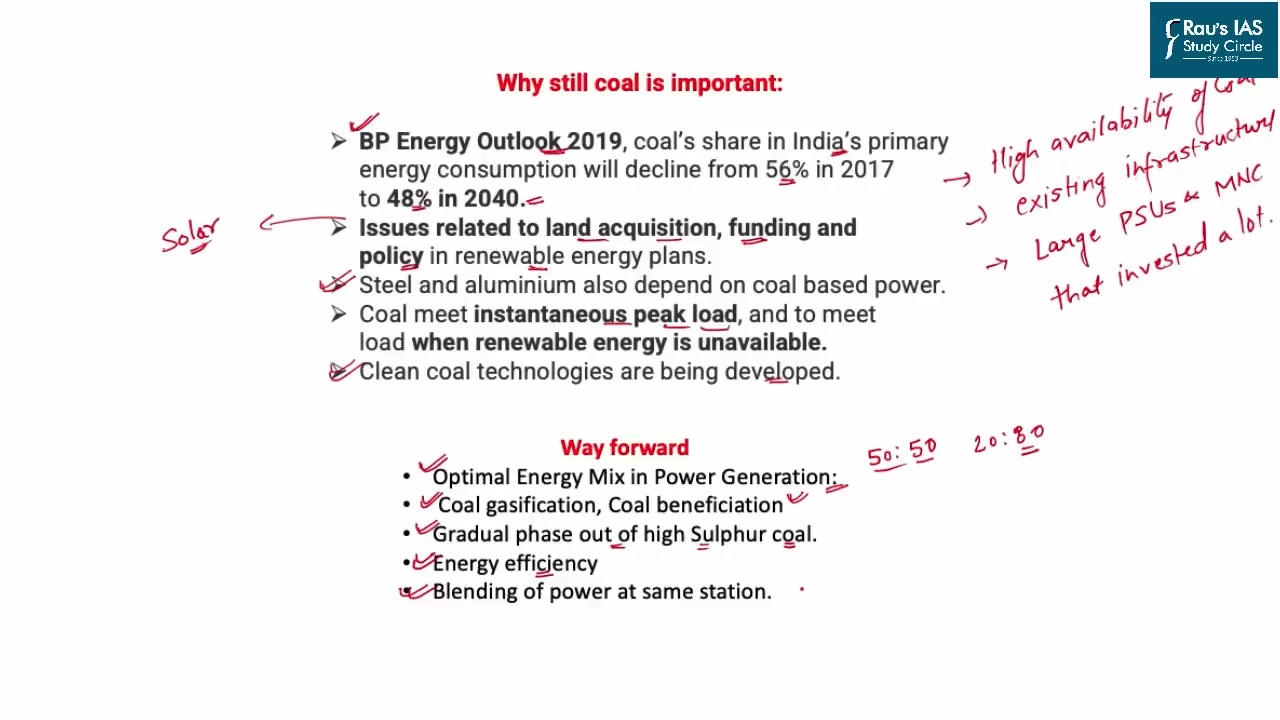 Rau's IAS
Study Circle
Since 1953
Why still coal is important:
➢ BP Energy Outlook 2019, coal's share in India's primary
energy consumption will decline from 56% in 2017
to 48% in 2040.
➢ Issues related to land acquisition, funding and
policy in renewable energy plans.
➢ Steel and aluminium also depend on coal based power.
➢ Coal meet instantaneous peak load, and to meet
load when renewable energy is unavailable.
➢ Clean coal technologies are being developed.
Solar
→ High availability of Coal
→ existing infrastructure
→ Large PSUs & MNC
that invested a lot.
Way forward
• Optimal Energy Mix in Power Generation: 50:50 20:80
• Coal gasification, Coal beneficiation
• Gradual phase out of high Sulphur coal.
• Energy efficiency
• Blending of power at same station.